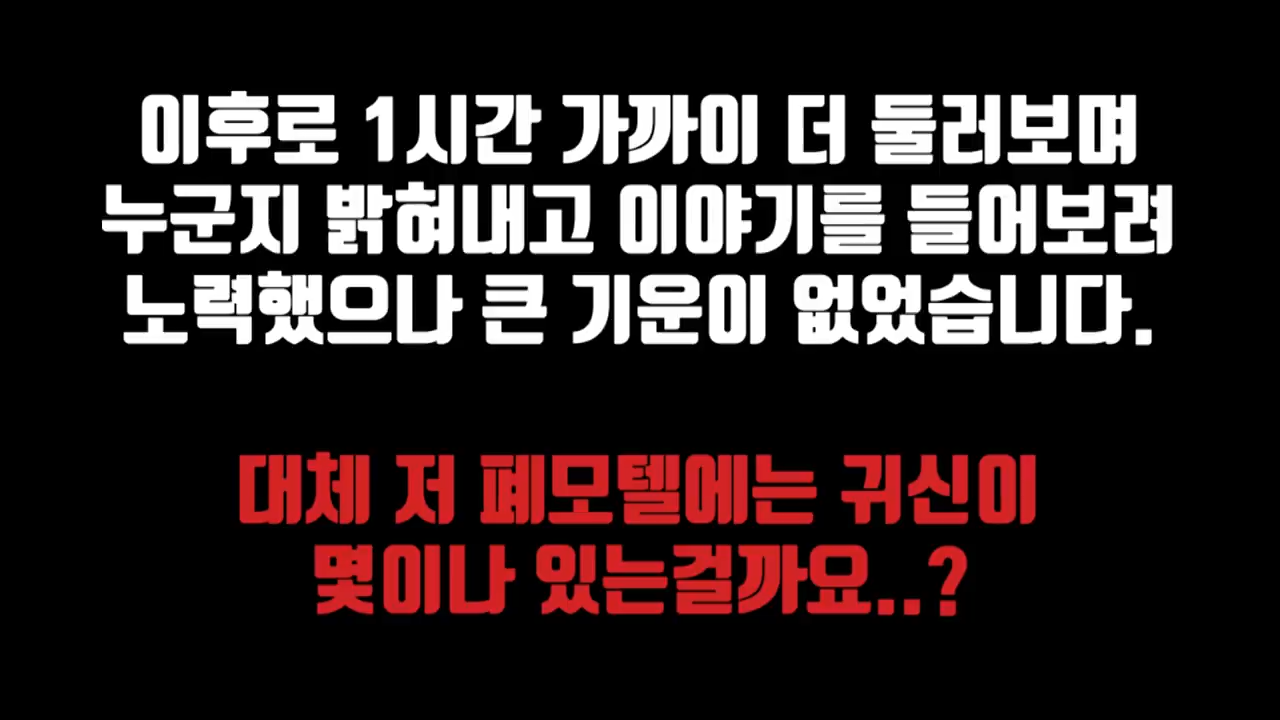 이후로 1시간 가까이 더 둘러보며
누군지 밝혀내고 이야기를 들어보려
노력했으나 큰 기운이 없었습니다.
대체 저 폐모텔에는 귀신이
몇이나 있는걸까요..?